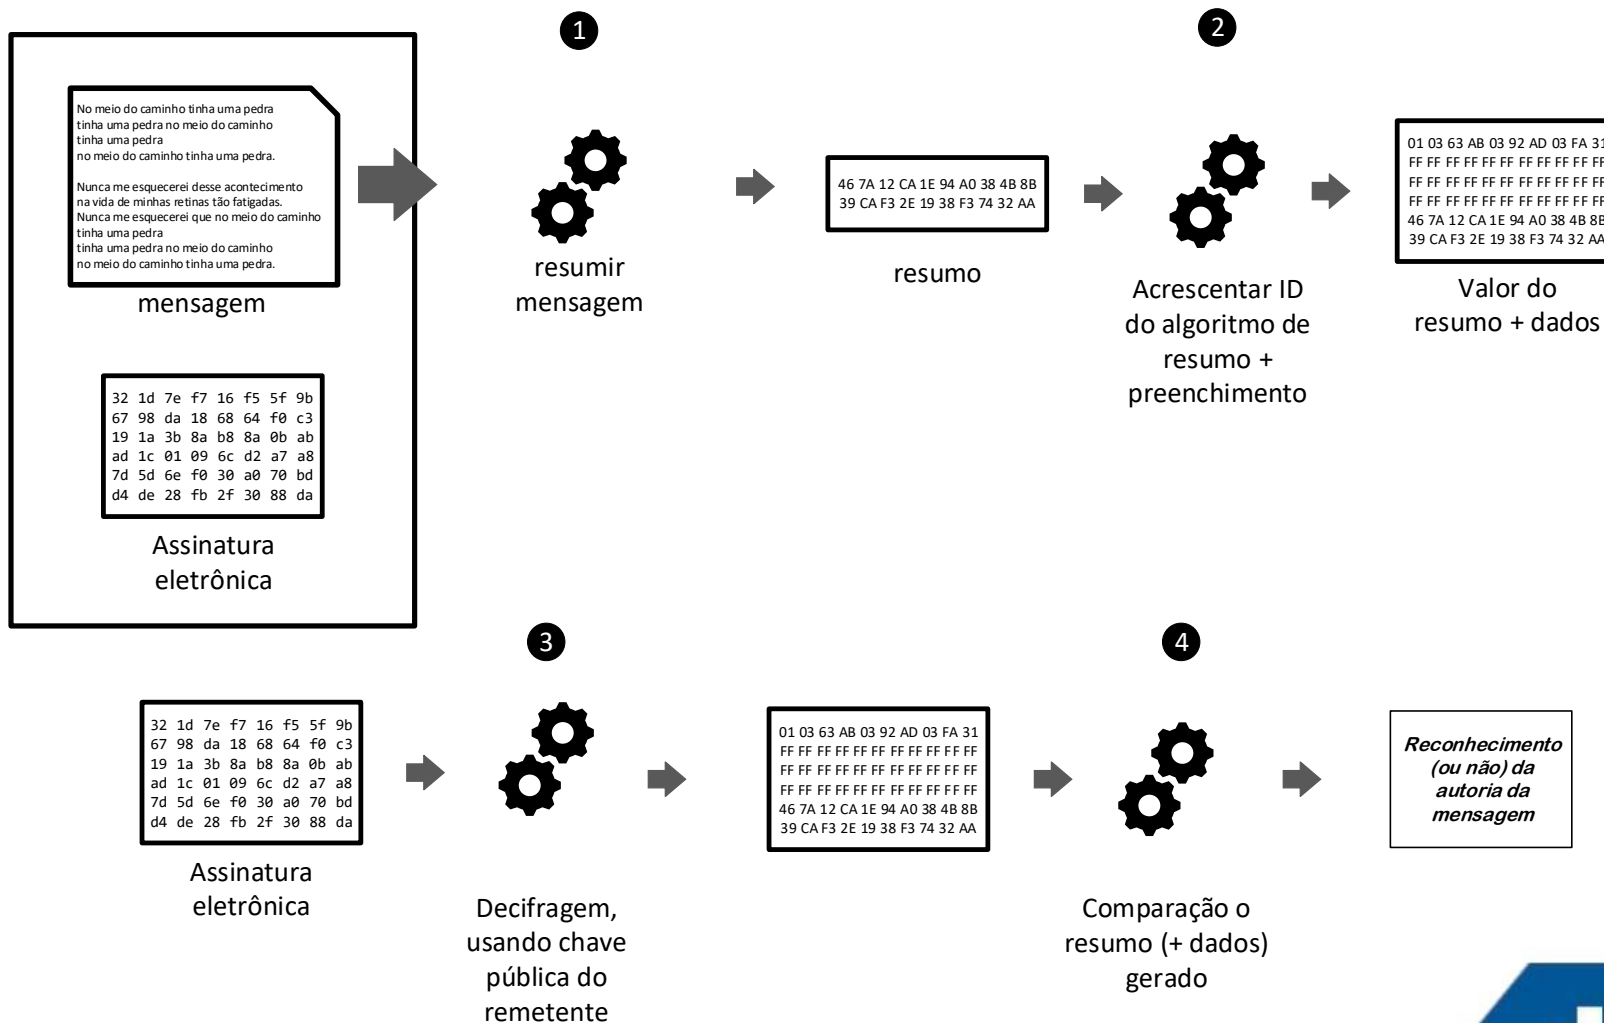 1
2
No meio do caminho tinha uma pedra
tinha uma pedra no meio do caminho
tinha uma pedra
no meio do caminho tinha uma pedra.
Nunca me esquecerei desse acontecimento
na vida de minhas retinas tão fatigadas.
Nunca me esquecerei que no meio do caminho
tinha uma pedra
tinha uma pedra no meio do caminho
no meio do caminho tinha uma pedra.
mensagem
resumir
mensagem
46 7A 12 CA 1E 94 A0 38 4B 8B
39 CA F3 2E 19 38 F3 74 32 AA
resumo
Acrescentar ID
do algoritmo de
resumo +
preenchimento
01 03 63 AB 03 92 AD 03 FA 31
FF FF FF FF FF FF FF FF FF FF
FF FF FF FF FF FF FF FF FF FF
FF FF FF FF FF FF FF FF FF FF
46 7A 12 CA 1E 94 A0 38 4B 8B
39 CA F3 2E 19 38 F3 74 32 AA
Valor do
resumo + dados
32 1d 7e f7 16 f5 5f 9b
67 98 da 18 68 64 f0 c3
19 1a 3b 8a b8 8a 0b ab
ad 1c 01 09 6c d2 a7 a8
7d 5d 6e f0 30 a0 70 bd
d4 de 28 fb 2f 30 88 da
Assinatura
eletrônica
3
4
32 1d 7e f7 16 f5 5f 9b
67 98 da 18 68 64 f0 c3
19 1a 3b 8a b8 8a 0b ab
ad 1c 01 09 6c d2 a7 a8
7d 5d 6e f0 30 a0 70 bd
d4 de 28 fb 2f 30 88 da
Assinatura
eletrônica
Decifragem,
usando chave
pública do
remetente
01 03 63 AB 03 92 AD 03 FA 31
FF FF FF FF FF FF FF FF FF FF
FF FF FF FF FF FF FF FF FF FF
FF FF FF FF FF FF FF FF FF FF
46 7A 12 CA 1E 94 A0 38 4B 8B
39 CA F3 2E 19 38 F3 74 32 AA
Comparação o
resumo (+ dados)
gerado
Reconhecimento
(ou não) da
autoria da
mensagem